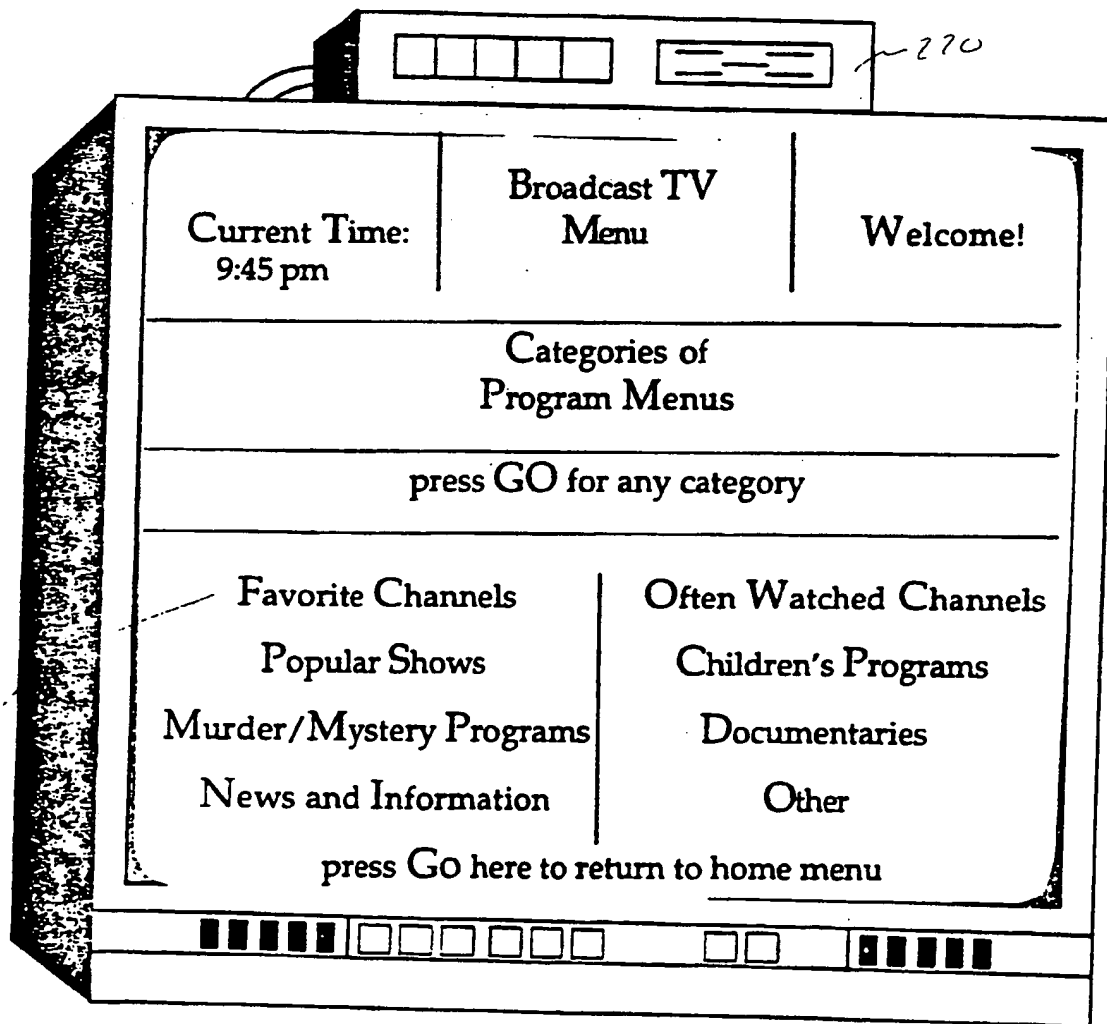 220
Broadcast TV
Menu
Current Time:
9:45 pm
Welcome!
Categories of
Program Menus
press GO for any category
Favorite Channels
Often Watched Channels
Popular Shows
Children's Programs
Murder/Mystery Programs
Documentaries
News and Information
Other
press Go here to return to home menu